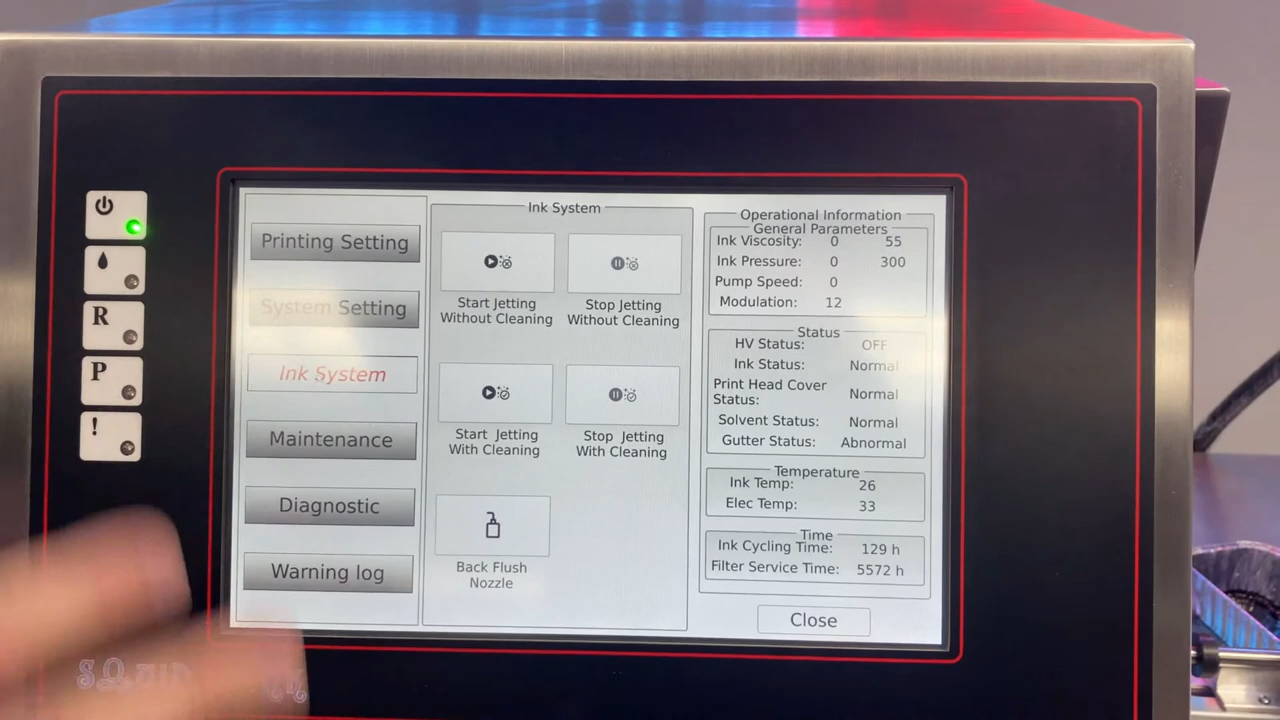 R
P
!
Printing Setting
System Setting
Ink System
Maintenance
Diagnostic
Warning log
Ink System
Start Jetting
Without Cleaning
Stop Jetting
Without Cleaning
Start Jetting
With Cleaning
Stop Jetting
With Cleaning
Back Flush
Nozzle
Operational Information
General Parameters
Ink Viscosity: 0 55
Ink Pressure: 0 300
Pump Speed: 0
Modulation: 12
Status
HV Status: OFF
Ink Status: Normal
Print Head Cover
Status: Normal
Solvent Status: Normal
Gutter Status: Abnormal
Temperature
Ink Temp: 26
Elec Temp: 33
Time
Ink Cycling Time: 129 h
Filter Service Time: 5572 h
Close